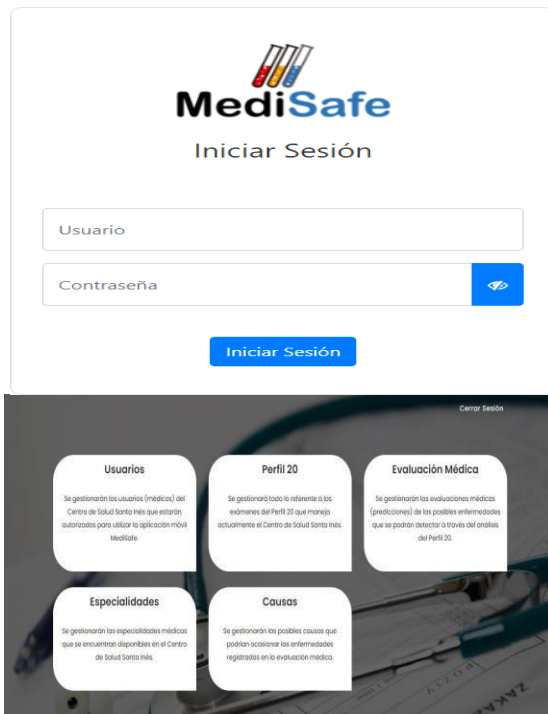 MediSafe
Iniciar Sesión
Usuario
Contraseña
Iniciar Sesión
Cerrar Sesión
Usuarios
Se gestionarán los usuarios (médicos) del
Centro de Salud Santa Inés que estarán
autorizados para utilizar la aplicación móvil
MediSafe.
Perfil 20
Se gestionará todo lo referente a los
exámenes del Perfil 20 que maneja
actualmente el Centro de Salud Santa Inés.
Evaluación Médica
Se gestionarán las evaluaciones médicas
(predicciones) de las posibles enfermedades
que se podrán detectar a través del análisis
del Perfil 20.
Especialidades
Se gestionarán las especialidades médicas
que se encuentran disponibles en el Centro
de Salud Santa Inés.
Causas
Se gestionarán las posibles causas que
podrían ocasionar las enfermedades
registradas en la evaluación médica.